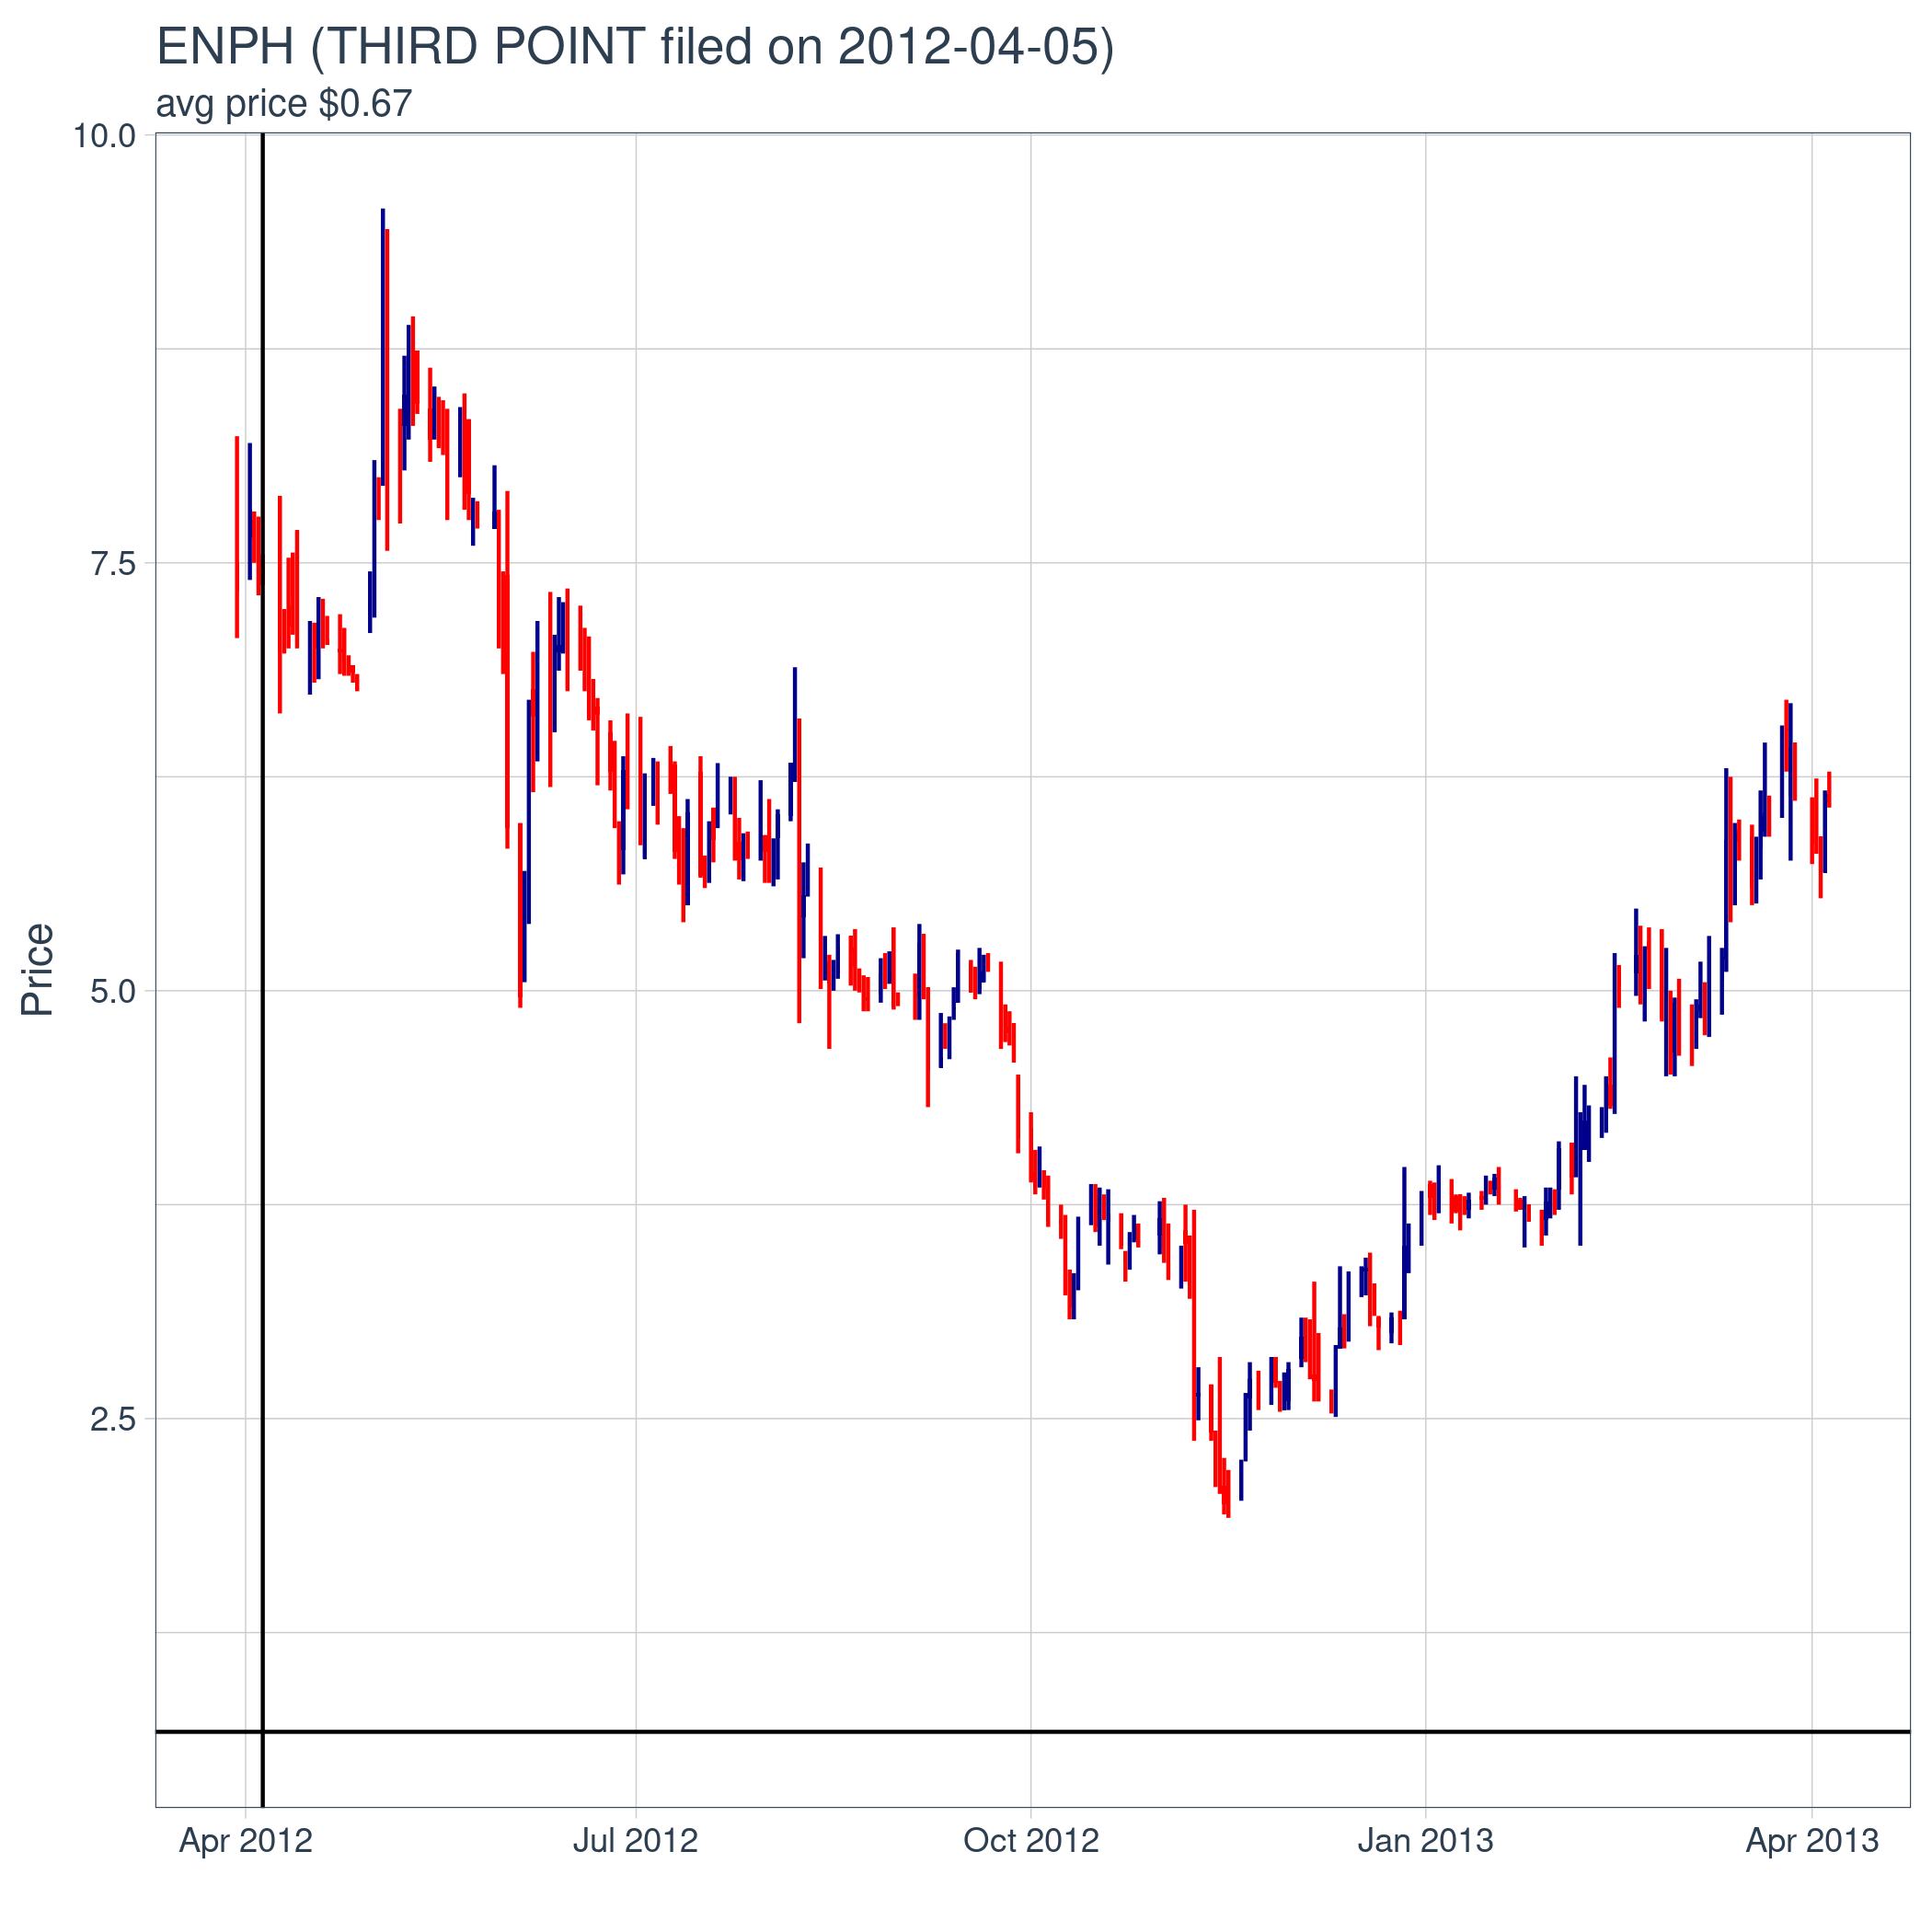 ENPH (THIRD POINT filed on 2012-04-05)
avg price $0.67
10.0
7.5
5.0
2.5
Price
Apr 2012
Jul 2012
Oct 2012
Jan 2013
Apr 2013